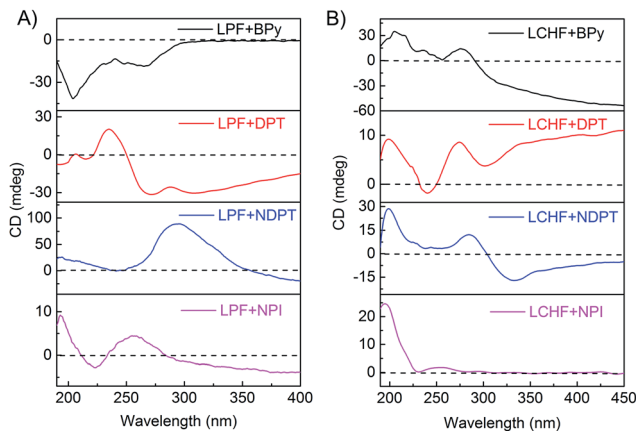 A)
LPF+BPy
0
-30
-60
LPF+DPT
30
0
-30
LPF+NDPT
100
50
0
LPF+NPI
10
0
CD (mdeg)
200 250 300 350 400
Wavelength (nm)
B)
LCHF+BPy
30
0
-30
-60
LCHF+DPT
10
0
LCHF+NDPT
30
15
0
-15
LCHF+NPI
20
10
0
CD (mdeg)
200 250 300 350 400 450
Wavelength (nm)